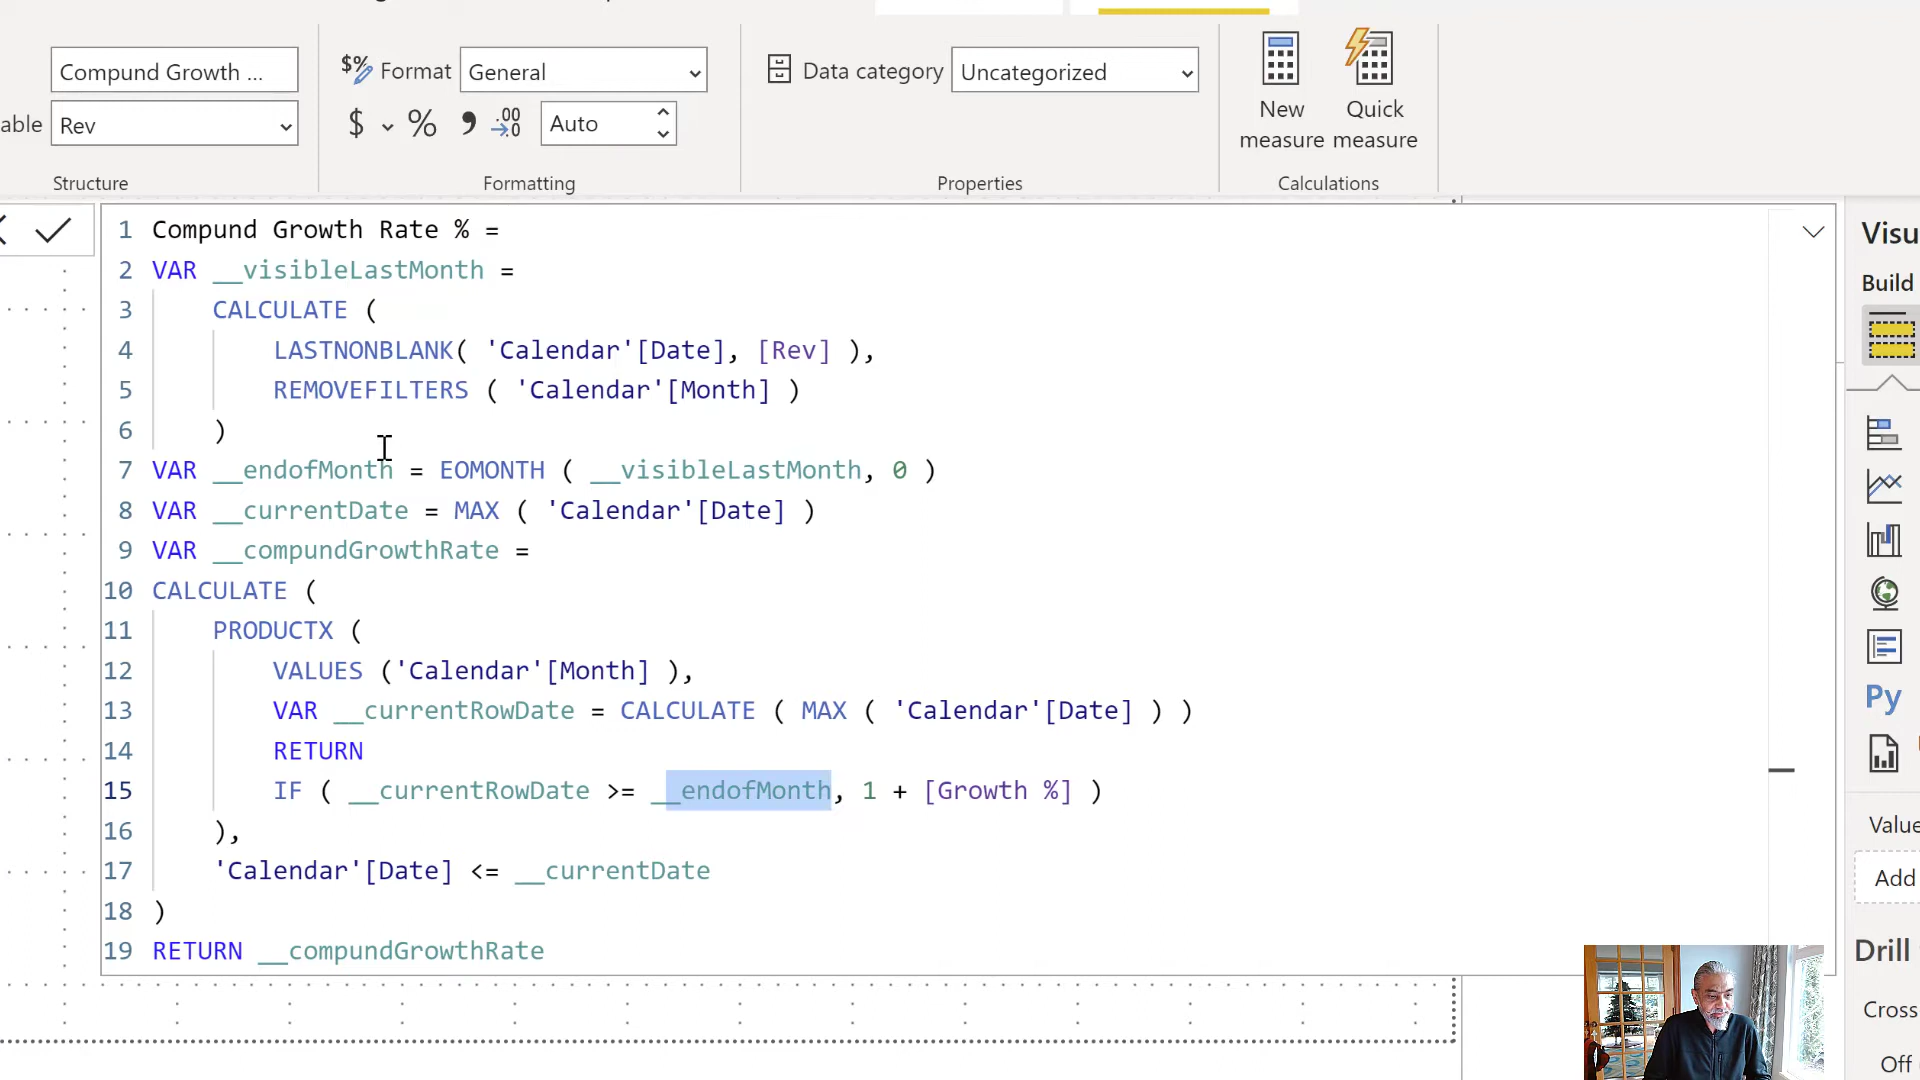 Compund Growth ...
Format
General
Data category
Uncategorized
able
Rev
$
%
,
.00
→.0
Auto
New
measure
Quick
measure
Structure
Formatting
Properties
Calculations
1 Compund Growth Rate % =
2 VAR __visibleLastMonth =
3 CALCULATE (
4 LASTNONBLANK( 'Calendar'[Date], [Rev] ),
5 REMOVEFILTERS ( 'Calendar'[Month] )
6 )
7 VAR __endofMonth = EOMONTH ( __visibleLastMonth, 0 )
8 VAR __currentDate = MAX ( 'Calendar'[Date] )
9 VAR __compundGrowthRate =
10 CALCULATE (
11 PRODUCTX (
12 VALUES ('Calendar'[Month] ),
13 VAR __currentRowDate = CALCULATE ( MAX ( 'Calendar'[Date] ) )
14 RETURN
15 IF ( __currentRowDate >= __endofMonth, 1 + [Growth %] )
16 ),
17 'Calendar'[Date] <= __currentDate
18 )
19 RETURN __compundGrowthRate
Visu
Build
Py
Value
Add
Drill
Cross
Off